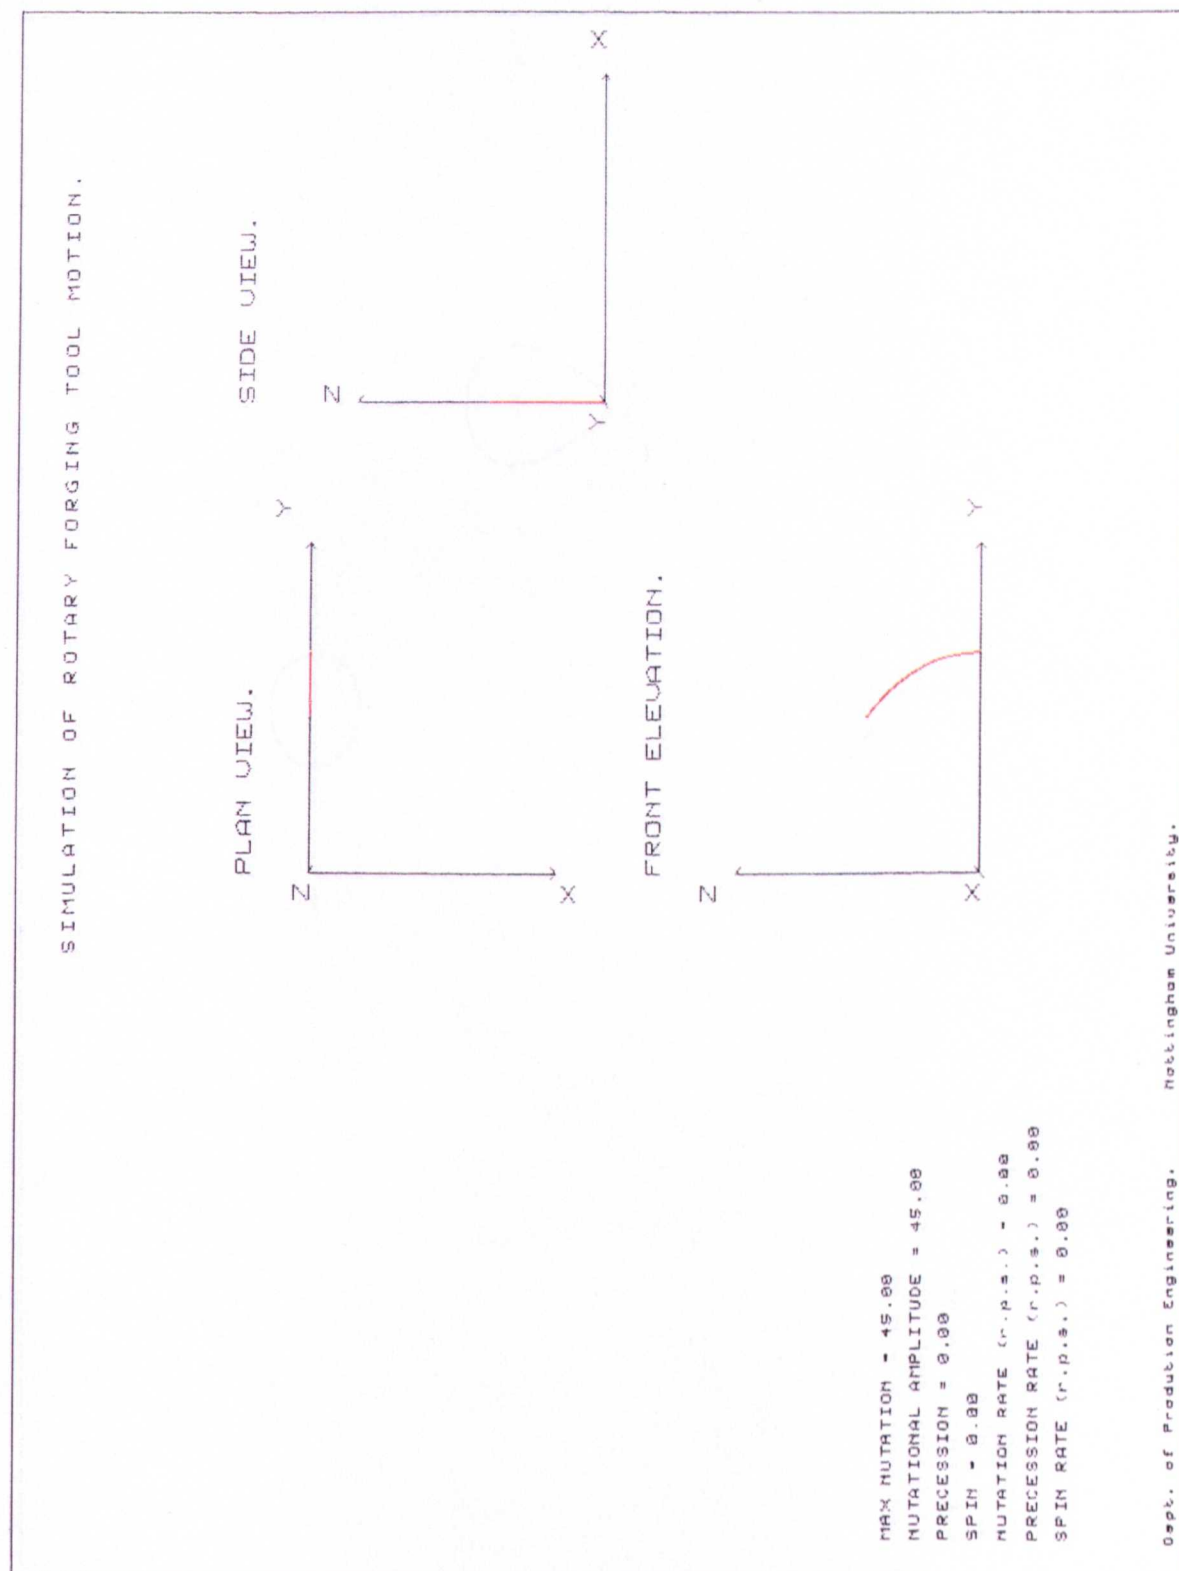 SIMULATION OF ROTARY FORGING TOOL MOTION.
PLAN VIEW.
Z
Y
X
SIDE VIEW.
Z
Y
X
FRONT ELEVATION.
Z
X
Y
MAX NUTATION = 45.00
NUTATIONAL AMPLITUDE = 45.00
PRECESSION = 0.00
SPIN = 0.00
NUTATION RATE (r.p.s.) = 0.00
PRECESSION RATE (r.p.s.) = 0.00
SPIN RATE (r.p.s.) = 0.00
Dept. of Prodution Engineering. Nottingham University.